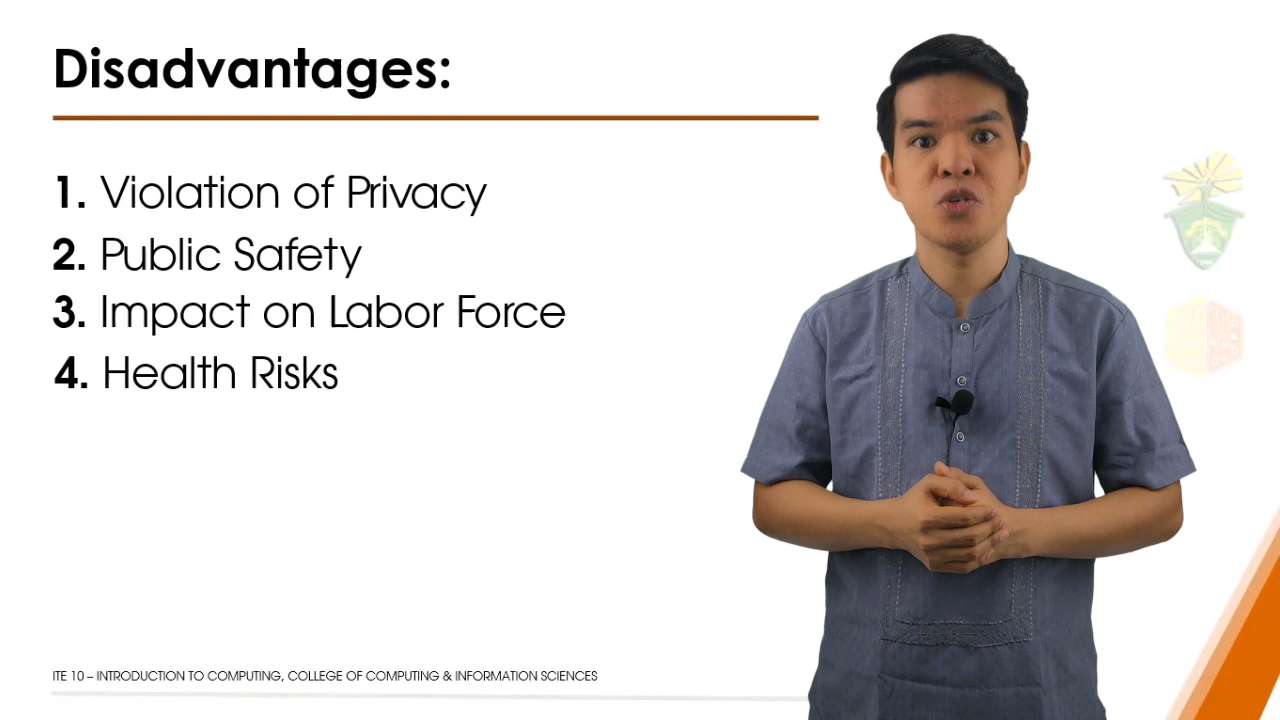 Disadvantages:
1. Violation of Privacy
2. Public Safety
3. Impact on Labor Force
4. Health Risks
ITE 10 – INTRODUCTION TO COMPUTING, COLLEGE OF COMPUTING & INFORMATION SCIENCES